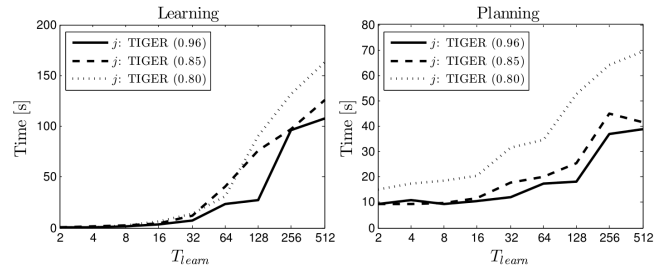 Learning
Time [s]
200
150
100
50
0
j: TIGER (0.96)
j: TIGER (0.85)
j: TIGER (0.80)
2 4 8 16 32 64 128 256 512
T_learn
Planning
Time [s]
80
70
60
50
40
30
20
10
0
j: TIGER (0.96)
j: TIGER (0.85)
j: TIGER (0.80)
2 4 8 16 32 64 128 256 512
T_learn